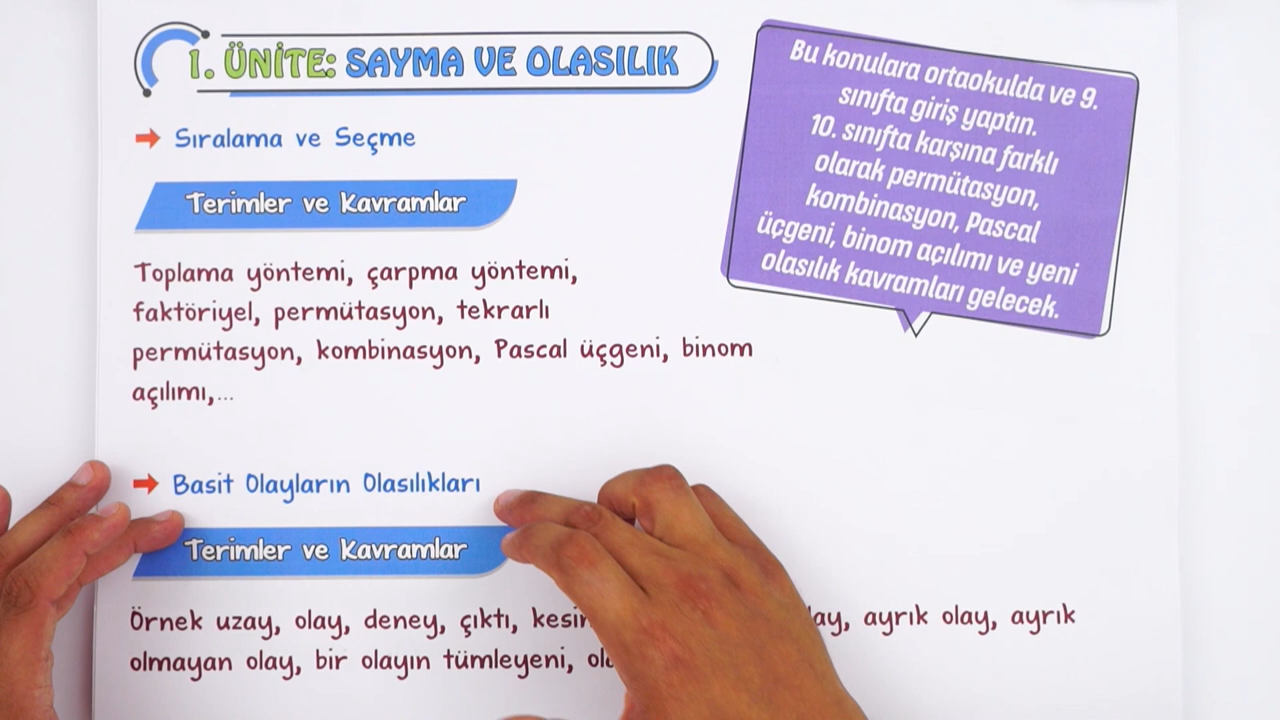 1. ÜNİTE: SAYMA VE OLASILIK
Sıralama ve Seçme
Terimler ve Kavramlar
Toplama yöntemi, çarpma yöntemi,
faktöriyel, permütasyon, tekrarlı
permütasyon, kombinasyon, Pascal üçgeni, binom
açılımı,...
Bu konulara ortaokulda ve 9.
sınıfta giriş yaptın.
10. sınıfta karşına farklı
olarak permütasyon,
kombinasyon, Pascal
üçgeni, binom açılımı ve yeni
olasılık kavramları gelecek.
Basit Olayların Olasılıkları
Terimler ve Kavramlar
Örnek uzay, olay, deney, çıktı, ayrık olay, ayrık
olmayan olay, bir olayın tümleyeni,